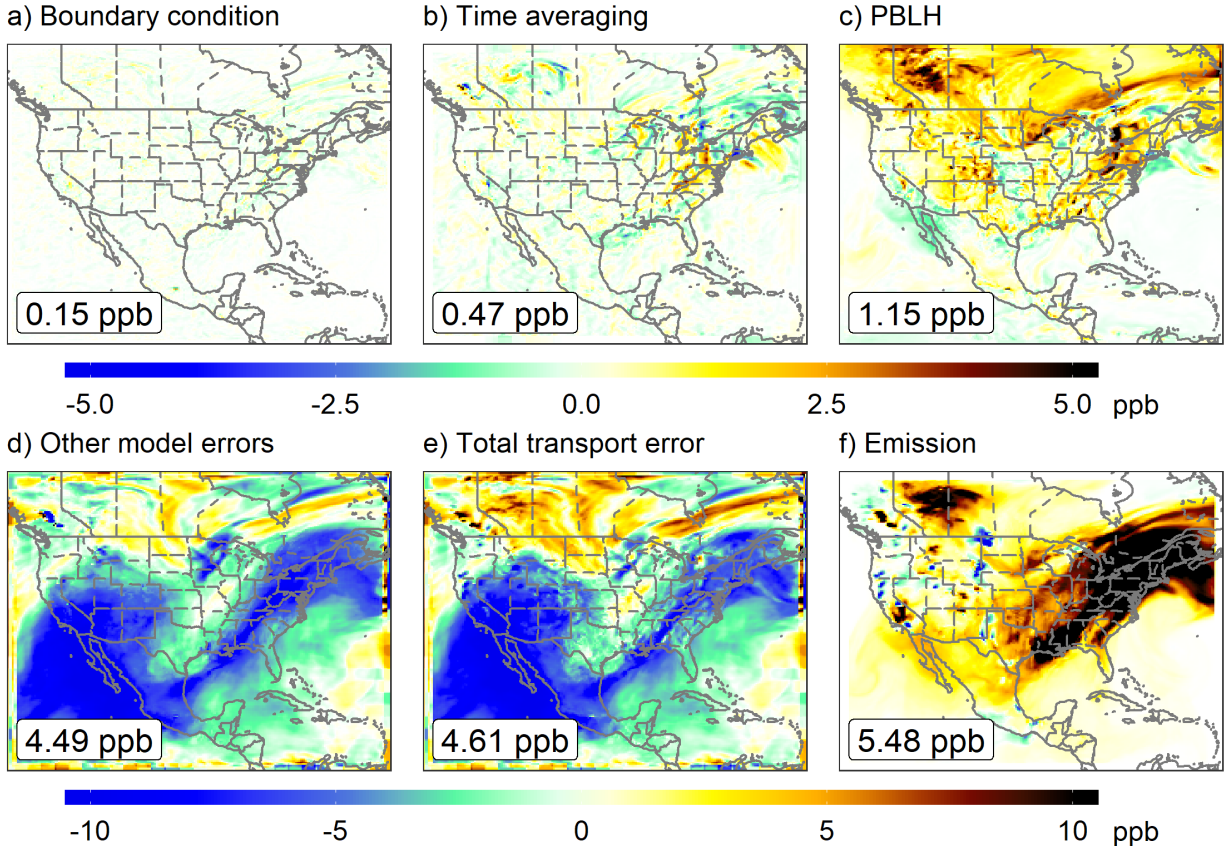 a) Boundary condition
b) Time averaging
c) PBLH
0.15 ppb
0.47 ppb
1.15 ppb
-5.0 -2.5 0.0 2.5 5.0 ppb
d) Other model errors
e) Total transport error
f) Emission
4.49 ppb
4.61 ppb
5.48 ppb
-10 -5 0 5 10 ppb